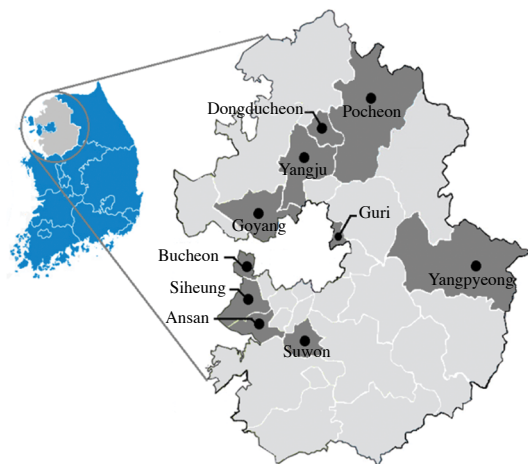 Dongducheon
Pocheon
Yangju
Guri
Goyang
Bucheon
Yangpyeong
Siheung
Ansan
Suwon